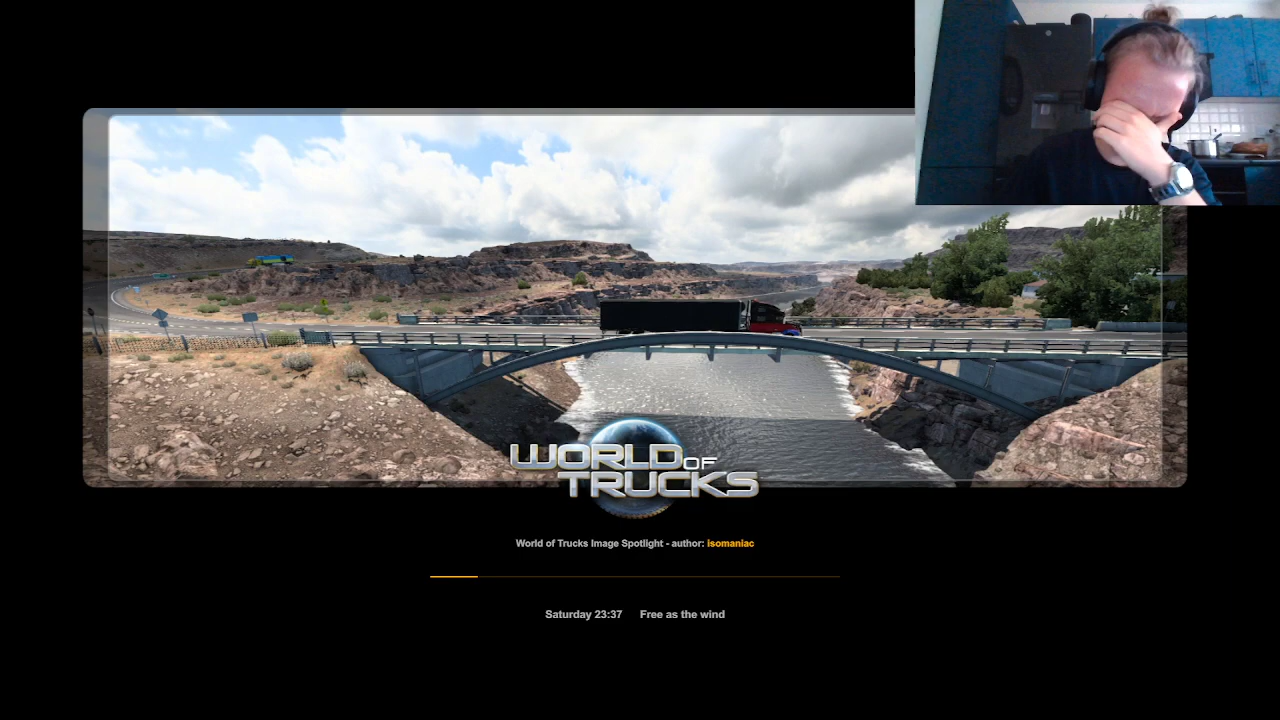 WORLD OF
TRUCKS
World of Trucks Image Spotlight - author: isomaniac
Saturday 23:37 Free as the wind